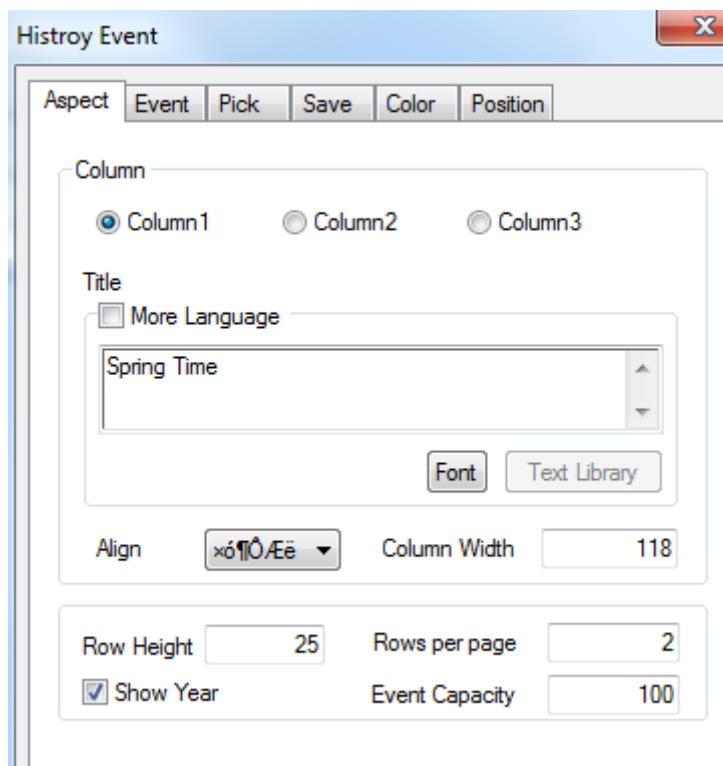 Histroy Event
Aspect Event Pick Save Color Position
Column
Column1 Column2 Column3
Title
More Language
Spring Time
Font Text Library
Align ×ó¶ÔÆë Column Width 118
Row Height 25 Rows per page 2
Show Year Event Capacity 100